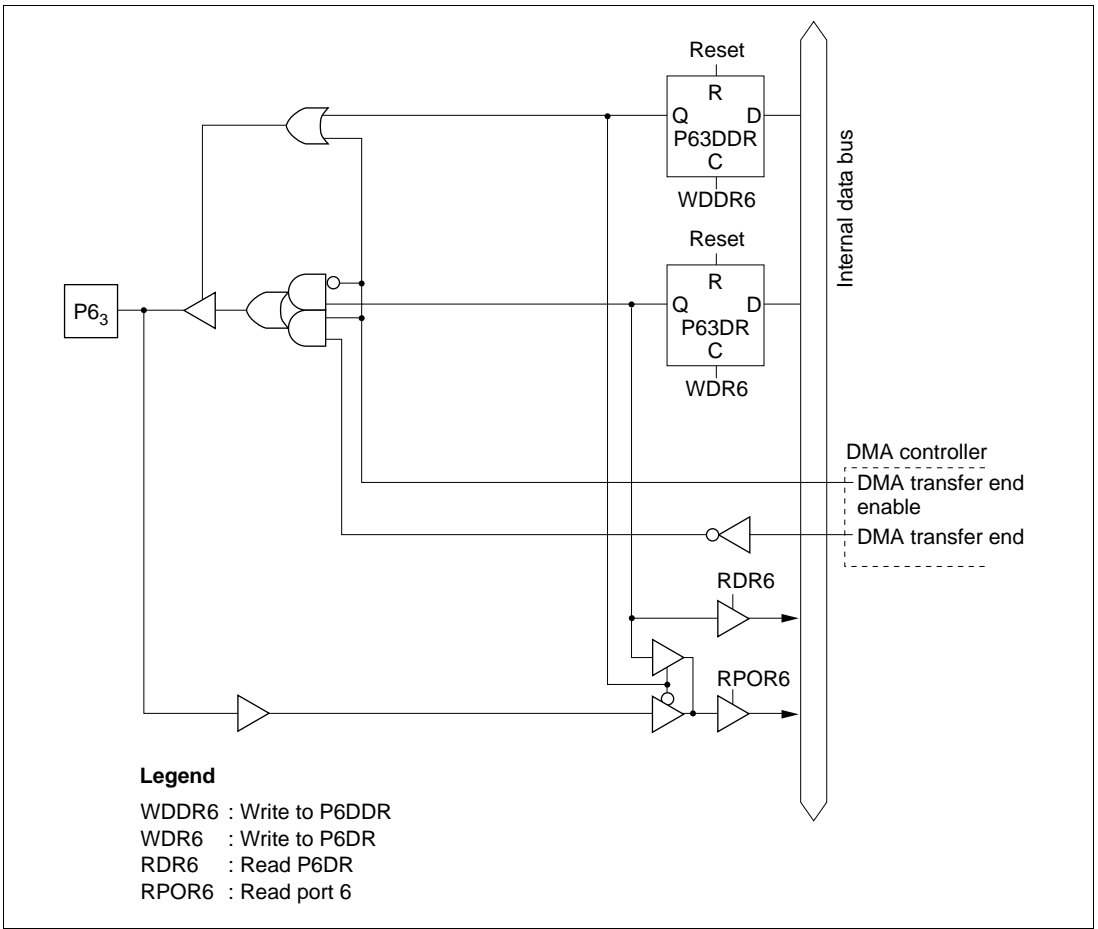 Reset
R
Q D
P63DDR
C
WDDR6
Internal data bus
Reset
R
Q D
P63DR
C
WDR6
P6₃
DMA controller
DMA transfer end
enable
DMA transfer end
RDR6
RPOR6
Legend
WDDR6 : Write to P6DDR
WDR6 : Write to P6DR
RDR6 : Read P6DR
RPOR6 : Read port 6